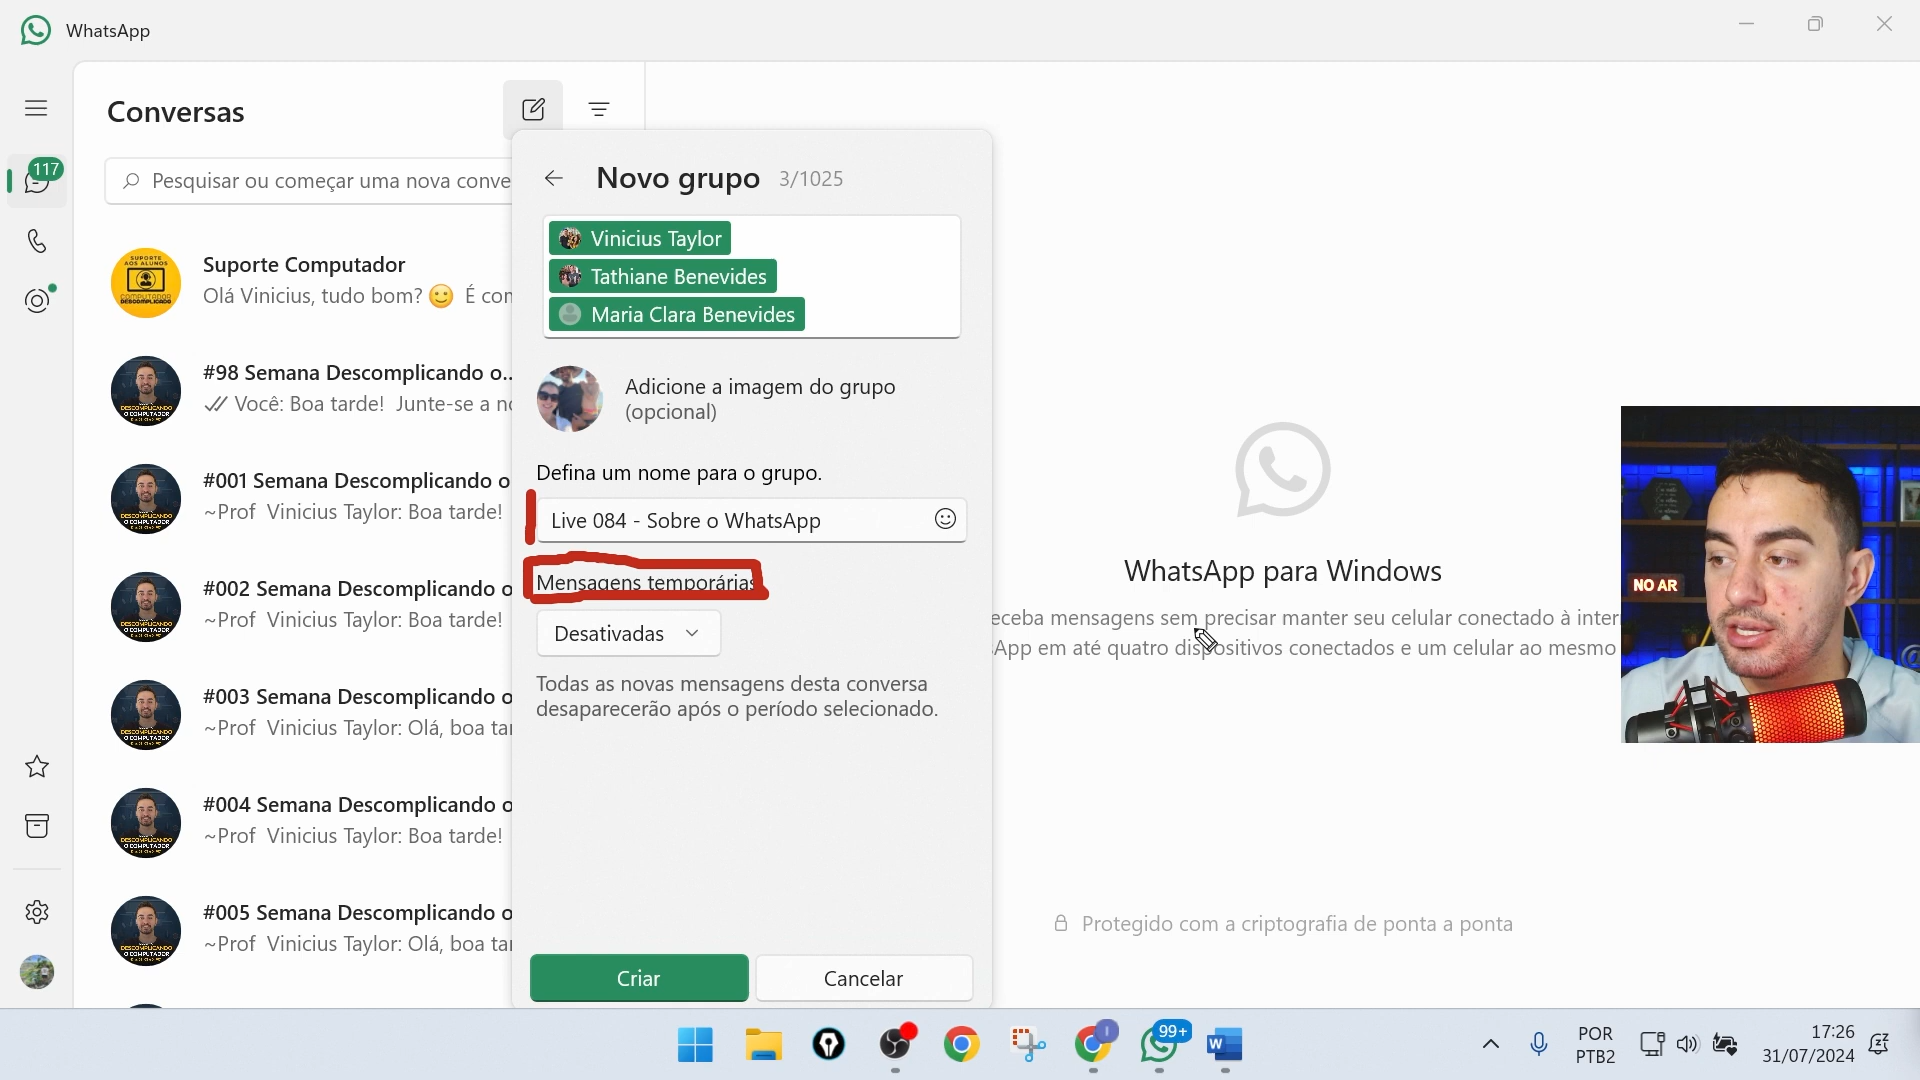 WhatsApp
Conversas
117
Pesquisar ou começar uma nova conve
Suporte Computador
Olá Vinicius, tudo bom? É con
#98 Semana Descomplicando o...
Você: Boa tarde! Junte-se a no
#001 Semana Descomplicando o
~Prof Vinicius Taylor: Boa tarde!
#002 Semana Descomplicando o
~Prof Vinicius Taylor: Boa tarde!
#003 Semana Descomplicando o
~Prof Vinicius Taylor: Olá, boa tar
#004 Semana Descomplicando o
~Prof Vinicius Taylor: Boa tarde!
#005 Semana Descomplicando o
~Prof Vinicius Taylor: Olá, boa tar
Novo grupo 3/1025
Vinicius Taylor
Tathiane Benevides
Maria Clara Benevides
Adicione a imagem do grupo
(opcional)
Defina um nome para o grupo.
Live 084 - Sobre o WhatsApp
Mensagens temporárias
Desativadas
Todas as novas mensagens desta conversa
desaparecerão após o período selecionado.
Criar
Cancelar
WhatsApp para Windows
eceba mensagens sem precisar manter seu celular conectado à inter
sApp em até quatro dispositivos conectados e um celular ao mesmo
Protegido com a criptografia de ponta a ponta
NO AR
99+
POR
PTB2
17:26
31/07/2024